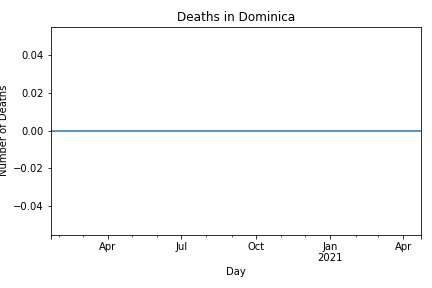 Deaths in Dominica
Number of Deaths
0.04
0.02
0.00
−0.02
−0.04
Apr
Jul
Oct
Jan
2021
Apr
Day